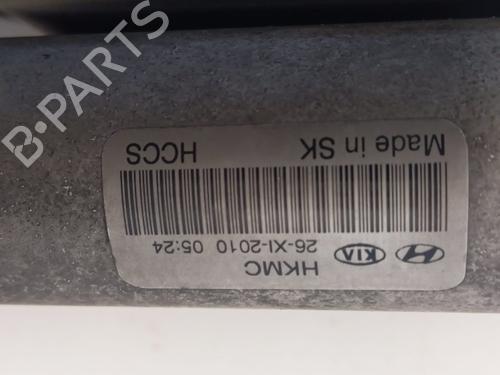 HKMC
KIA
26-XI-2010 05:24
HCCS
Made in SK
B-PARTS